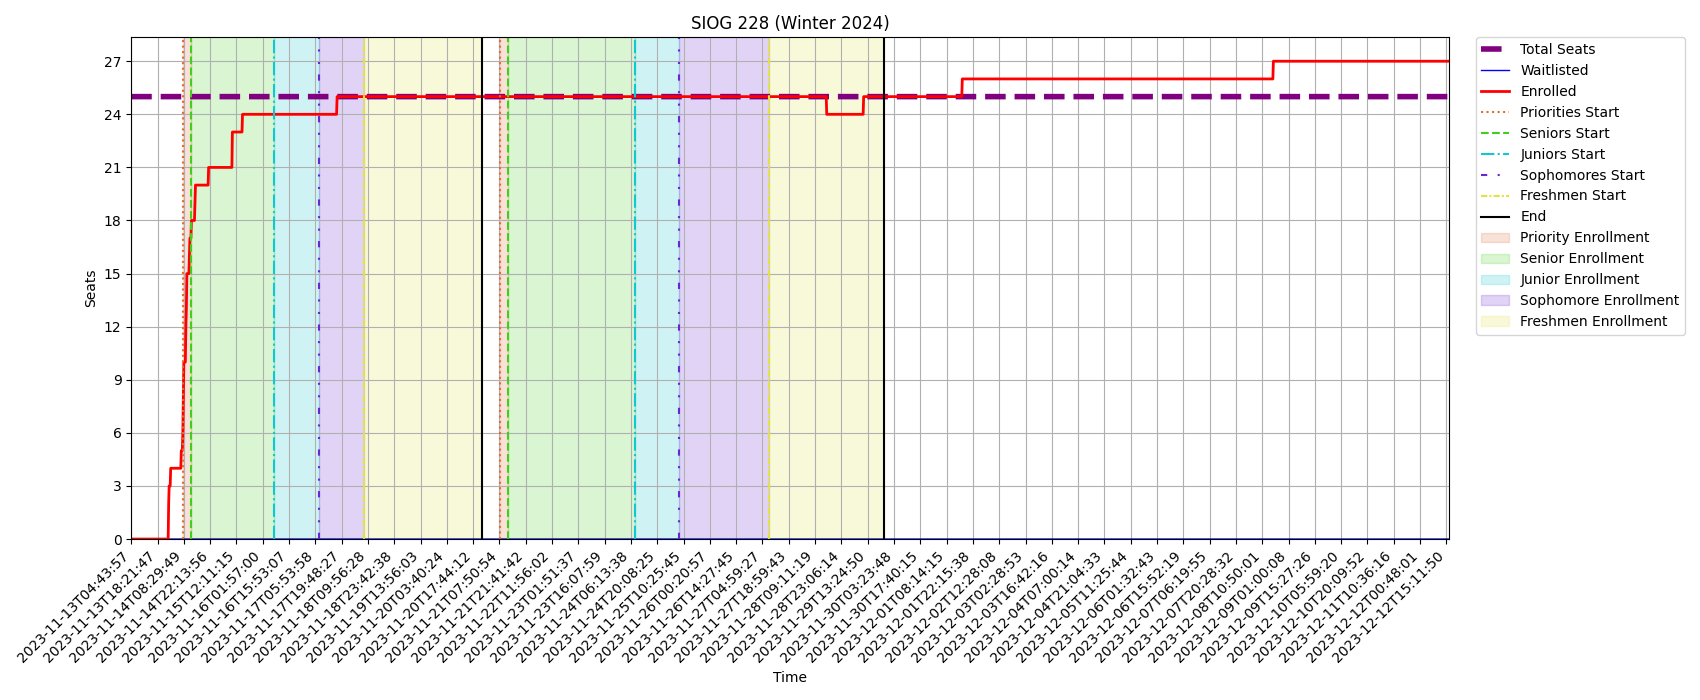 SIOG 228 (Winter 2024)
Seats
27
24
21
18
15
12
9
6
3
0
2023-11-13T04:43:57
2023-11-13T18:21:47
2023-11-14T08:29:49
2023-11-14T22:13:56
2023-11-15T12:11:15
2023-11-16T01:57:00
2023-11-16T15:53:07
2023-11-17T05:53:58
2023-11-17T19:48:27
2023-11-18T09:56:28
2023-11-18T23:42:38
2023-11-19T13:56:03
2023-11-20T03:40:24
2023-11-20T17:44:12
2023-11-21T07:50:54
2023-11-21T21:41:42
2023-11-22T11:56:02
2023-11-23T01:51:37
2023-11-23T16:07:59
2023-11-24T06:13:38
2023-11-24T20:08:25
2023-11-25T10:25:45
2023-11-26T00:20:57
2023-11-26T14:27:45
2023-11-27T04:59:27
2023-11-27T18:59:43
2023-11-28T09:11:19
2023-11-28T23:06:14
2023-11-29T13:24:50
2023-11-30T03:23:48
2023-11-30T17:40:15
2023-12-01T08:14:15
2023-12-01T22:15:38
2023-12-02T12:28:08
2023-12-03T02:28:53
2023-12-03T16:42:16
2023-12-04T07:00:14
2023-12-04T21:04:33
2023-12-05T11:25:44
2023-12-06T01:32:43
2023-12-06T15:52:19
2023-12-07T06:19:55
2023-12-07T20:28:32
2023-12-08T10:50:01
2023-12-09T01:00:08
2023-12-09T15:27:26
2023-12-10T05:59:20
2023-12-10T20:09:52
2023-12-11T10:36:16
2023-12-12T00:48:01
2023-12-12T15:11:50
Time
Total Seats
Waitlisted
Enrolled
Priorities Start
Seniors Start
Juniors Start
Sophomores Start
Freshmen Start
End
Priority Enrollment
Senior Enrollment
Junior Enrollment
Sophomore Enrollment
Freshmen Enrollment